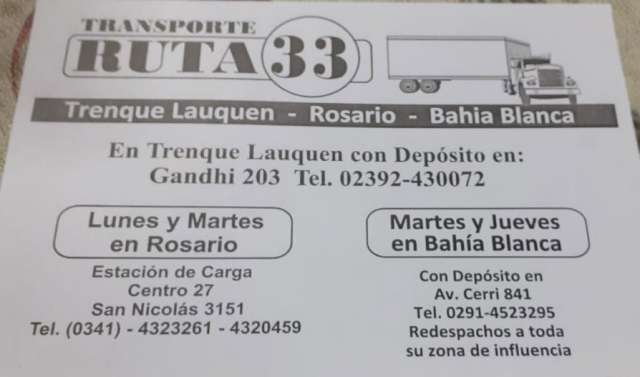 TRANSPORTE
RUTA 33
Trenque Lauquen - Rosario - Bahia Blanca
En Trenque Lauquen con Depósito en:
Gandhi 203 Tel. 02392-430072
Lunes y Martes
en Rosario
Estación de Carga
Centro 27
San Nicolás 3151
Tel. (0341) - 4323261 - 4320459
Martes y Jueves
en Bahía Blanca
Con Depósito en
Av. Cerri 841
Tel. 0291-4523295
Redespachos a toda
su zona de influencia